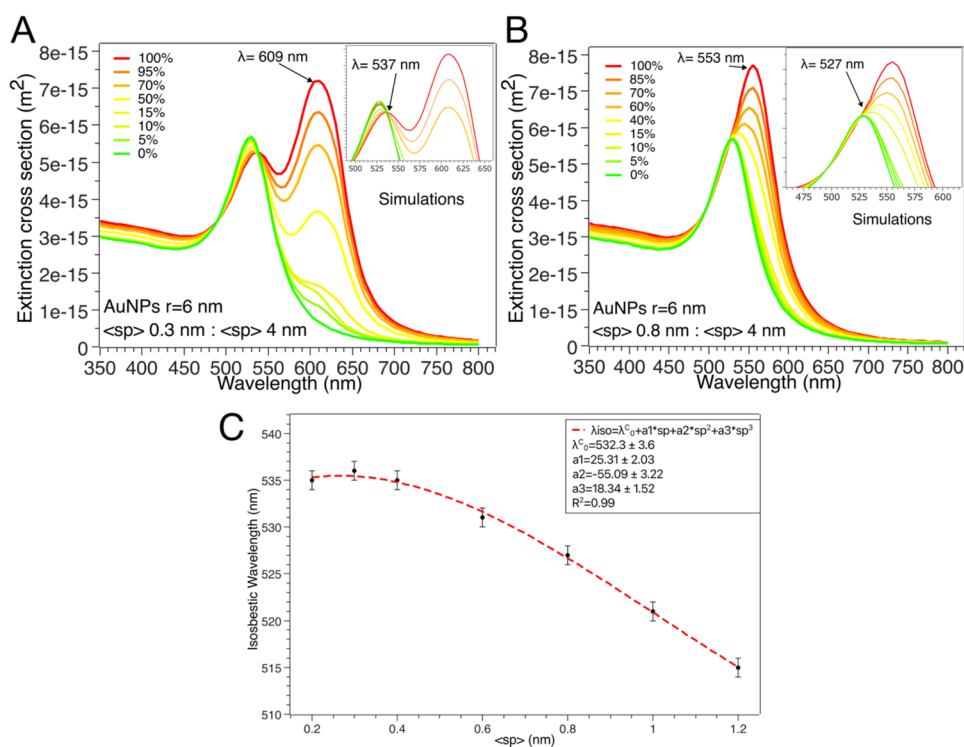 A
Extinction cross section (m²)
8e-15
7e-15
6e-15
5e-15
4e-15
3e-15
2e-15
1e-15
0
100%
95%
70%
50%
15%
10%
5%
0%
λ= 609 nm
λ= 537 nm
500 525 550 575 600 625 650
Simulations
AuNPs r=6 nm
<sp> 0.3 nm : <sp> 4 nm
350 400 450 500 550 600 650 700 750 800
Wavelength (nm)
B
Extinction cross section (m²)
8e-15
7e-15
6e-15
5e-15
4e-15
3e-15
2e-15
1e-15
0
100%
85%
70%
60%
40%
15%
10%
5%
0%
λ= 553 nm
λ= 527 nm
475 500 525 550 575 600
Simulations
AuNPs r=6 nm
<sp> 0.8 nm : <sp> 4 nm
350 400 450 500 550 600 650 700 750 800
Wavelength (nm)
C
Isosbestic Wavelength (nm)
540
535
530
525
520
515
510
λiso=λᶜ₀+a1*sp+a2*sp²+a3*sp³
λᶜ₀=532.3 ± 3.6
a1=25.31 ± 2.03
a2=-55.09 ± 3.22
a3=18.34 ± 1.52
R²=0.99
0.2 0.4 0.6 0.8 1 1.2
<sp> (nm)